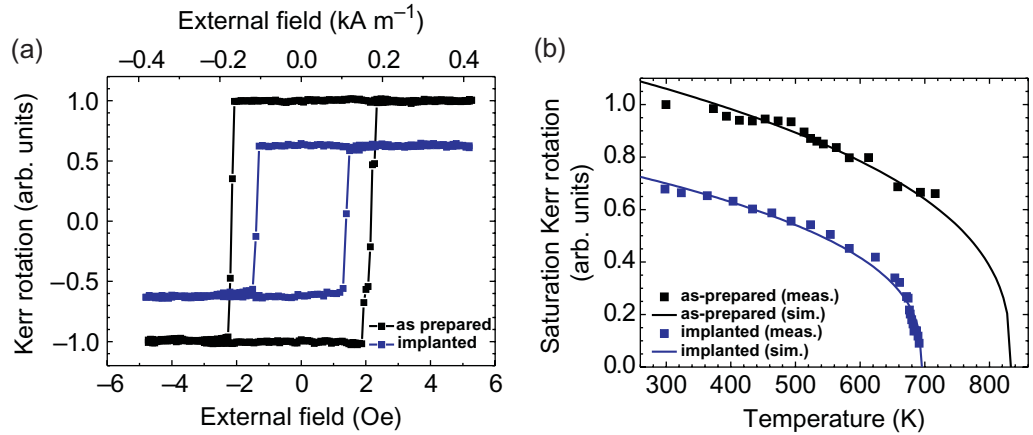 (a)
External field (kA m⁻¹)
−0.4 −0.2 0.0 0.2 0.4
Kerr rotation (arb. units)
1.0
0.5
0.0
−0.5
−1.0
as prepared
implanted
−6 −4 −2 0 2 4 6
External field (Oe)
(b)
Saturation Kerr rotation
(arb. units)
1.0
0.8
0.6
0.4
0.2
0.0
as-prepared (meas.)
as-prepared (sim.)
implanted (meas.)
implanted (sim.)
300 400 500 600 700 800
Temperature (K)